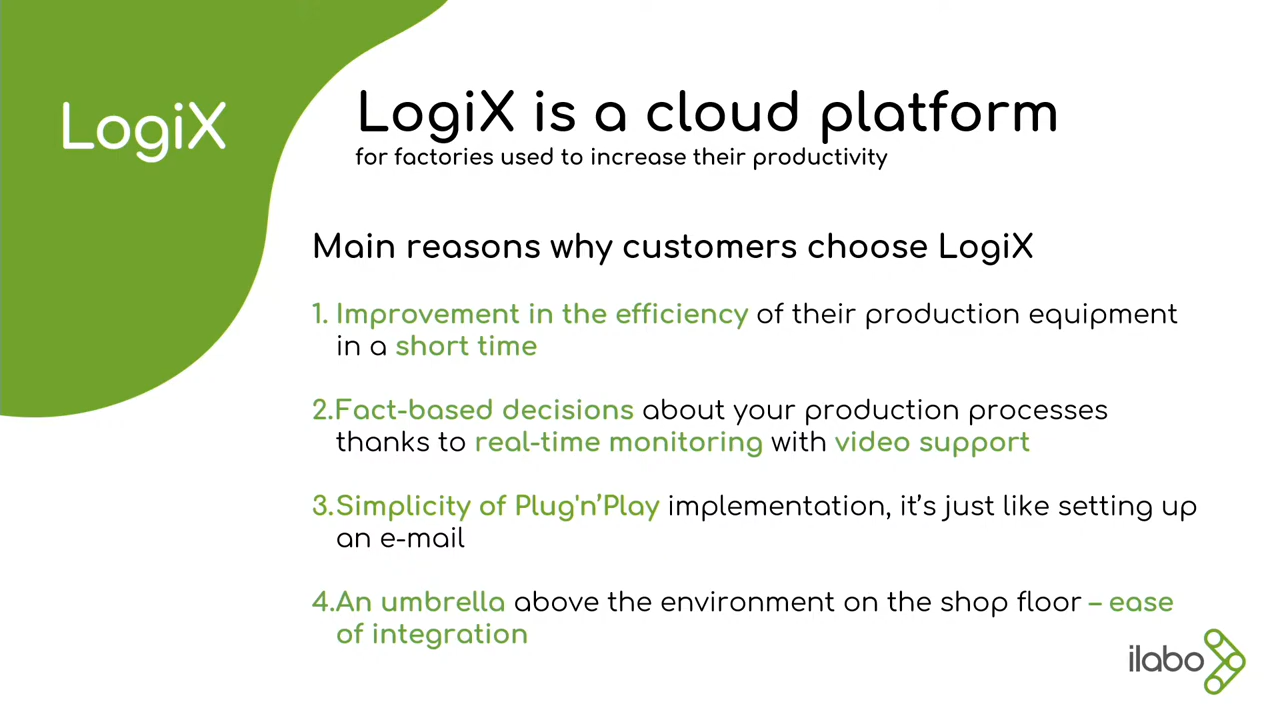 LogiX
LogiX is a cloud platform
for factories used to increase their productivity
Main reasons why customers choose LogiX
1. Improvement in the efficiency of their production equipment
in a short time
2.Fact-based decisions about your production processes
thanks to real-time monitoring with video support
3.Simplicity of Plug'n’Play implementation, it’s just like setting up
an e-mail
4.An umbrella above the environment on the shop floor – ease
of integration
ilabo